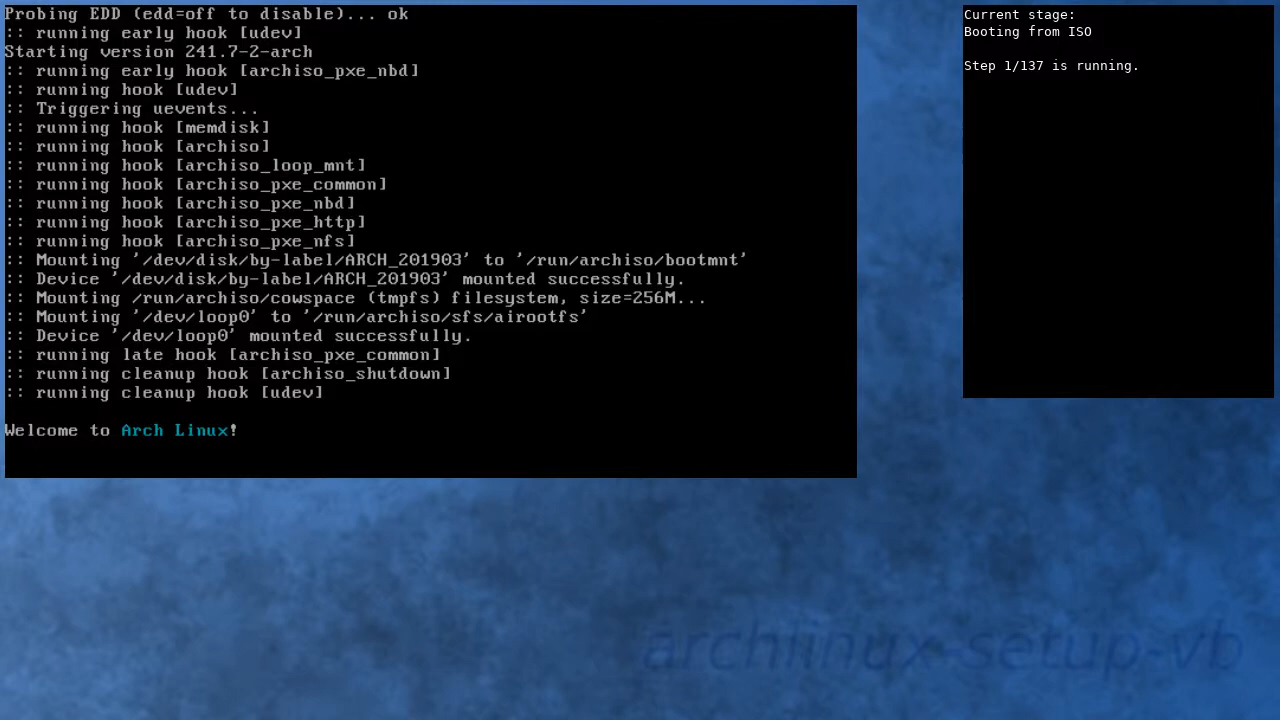 Probing EDD (edd=off to disable)... ok
:: running early hook [udev]
Starting version 241.7-2-arch
:: running early hook [archiso_pxe_nbd]
:: running hook [udev]
:: Triggering uevents...
:: running hook [memdisk]
:: running hook [archiso]
:: running hook [archiso_loop_mnt]
:: running hook [archiso_pxe_common]
:: running hook [archiso_pxe_nbd]
:: running hook [archiso_pxe_http]
:: running hook [archiso_pxe_nfs]
:: Mounting '/dev/disk/by-label/ARCH_201903' to '/run/archiso/bootmnt'
:: Device '/dev/disk/by-label/ARCH_201903' mounted successfully.
:: Mounting /run/archiso/cowspace (tmpfs) filesystem, size=256M...
:: Mounting '/dev/loop0' to '/run/archiso/sfs/airootfs'
:: Device '/dev/loop0' mounted successfully.
:: running late hook [archiso_pxe_common]
:: running cleanup hook [archiso_shutdown]
:: running cleanup hook [udev]
Welcome to Arch Linux!
Current stage:
Booting from ISO
Step 1/137 is running.
archlinux-setup-vb